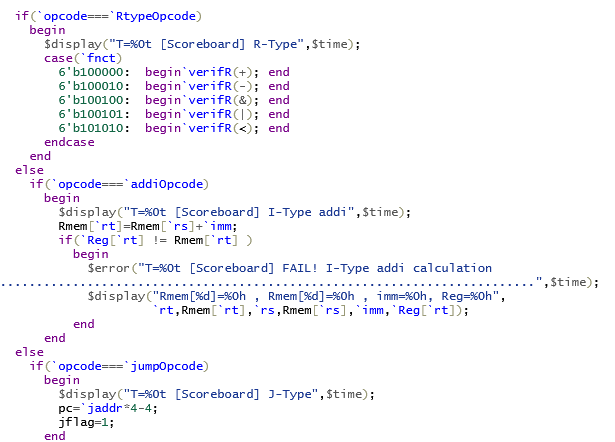 if(`opcode===`RtypeOpcode)
begin
$display("T=%0t [Scoreboard] R-Type",$time);
case(`fnct)
6'b100000: begin`verifR(+); end
6'b100010: begin`verifR(-); end
6'b100100: begin`verifR(&); end
6'b100101: begin`verifR(|); end
6'b101010: begin`verifR(<); end
endcase
end
else
if(`opcode===`addiOpcode)
begin
$display("T=%0t [Scoreboard] I-Type addi",$time);
Rmem[`rt]=Rmem[`rs]+`imm;
if(`Reg[`rt] != Rmem[`rt] )
begin
$error("T=%0t [Scoreboard] FAIL! I-Type addi calculation
..........................................................................",$time);
$display("Rmem[%d]=%0h , Rmem[%d]=%0h , imm=%0h, Reg=%0h",
`rt,Rmem[`rt],`rs,Rmem[`rs],`imm,`Reg[`rt]);
end
end
else
if(`opcode===`jumpOpcode)
begin
$display("T=%0t [Scoreboard] J-Type",$time);
pc=`jaddr*4-4;
jflag=1;
end